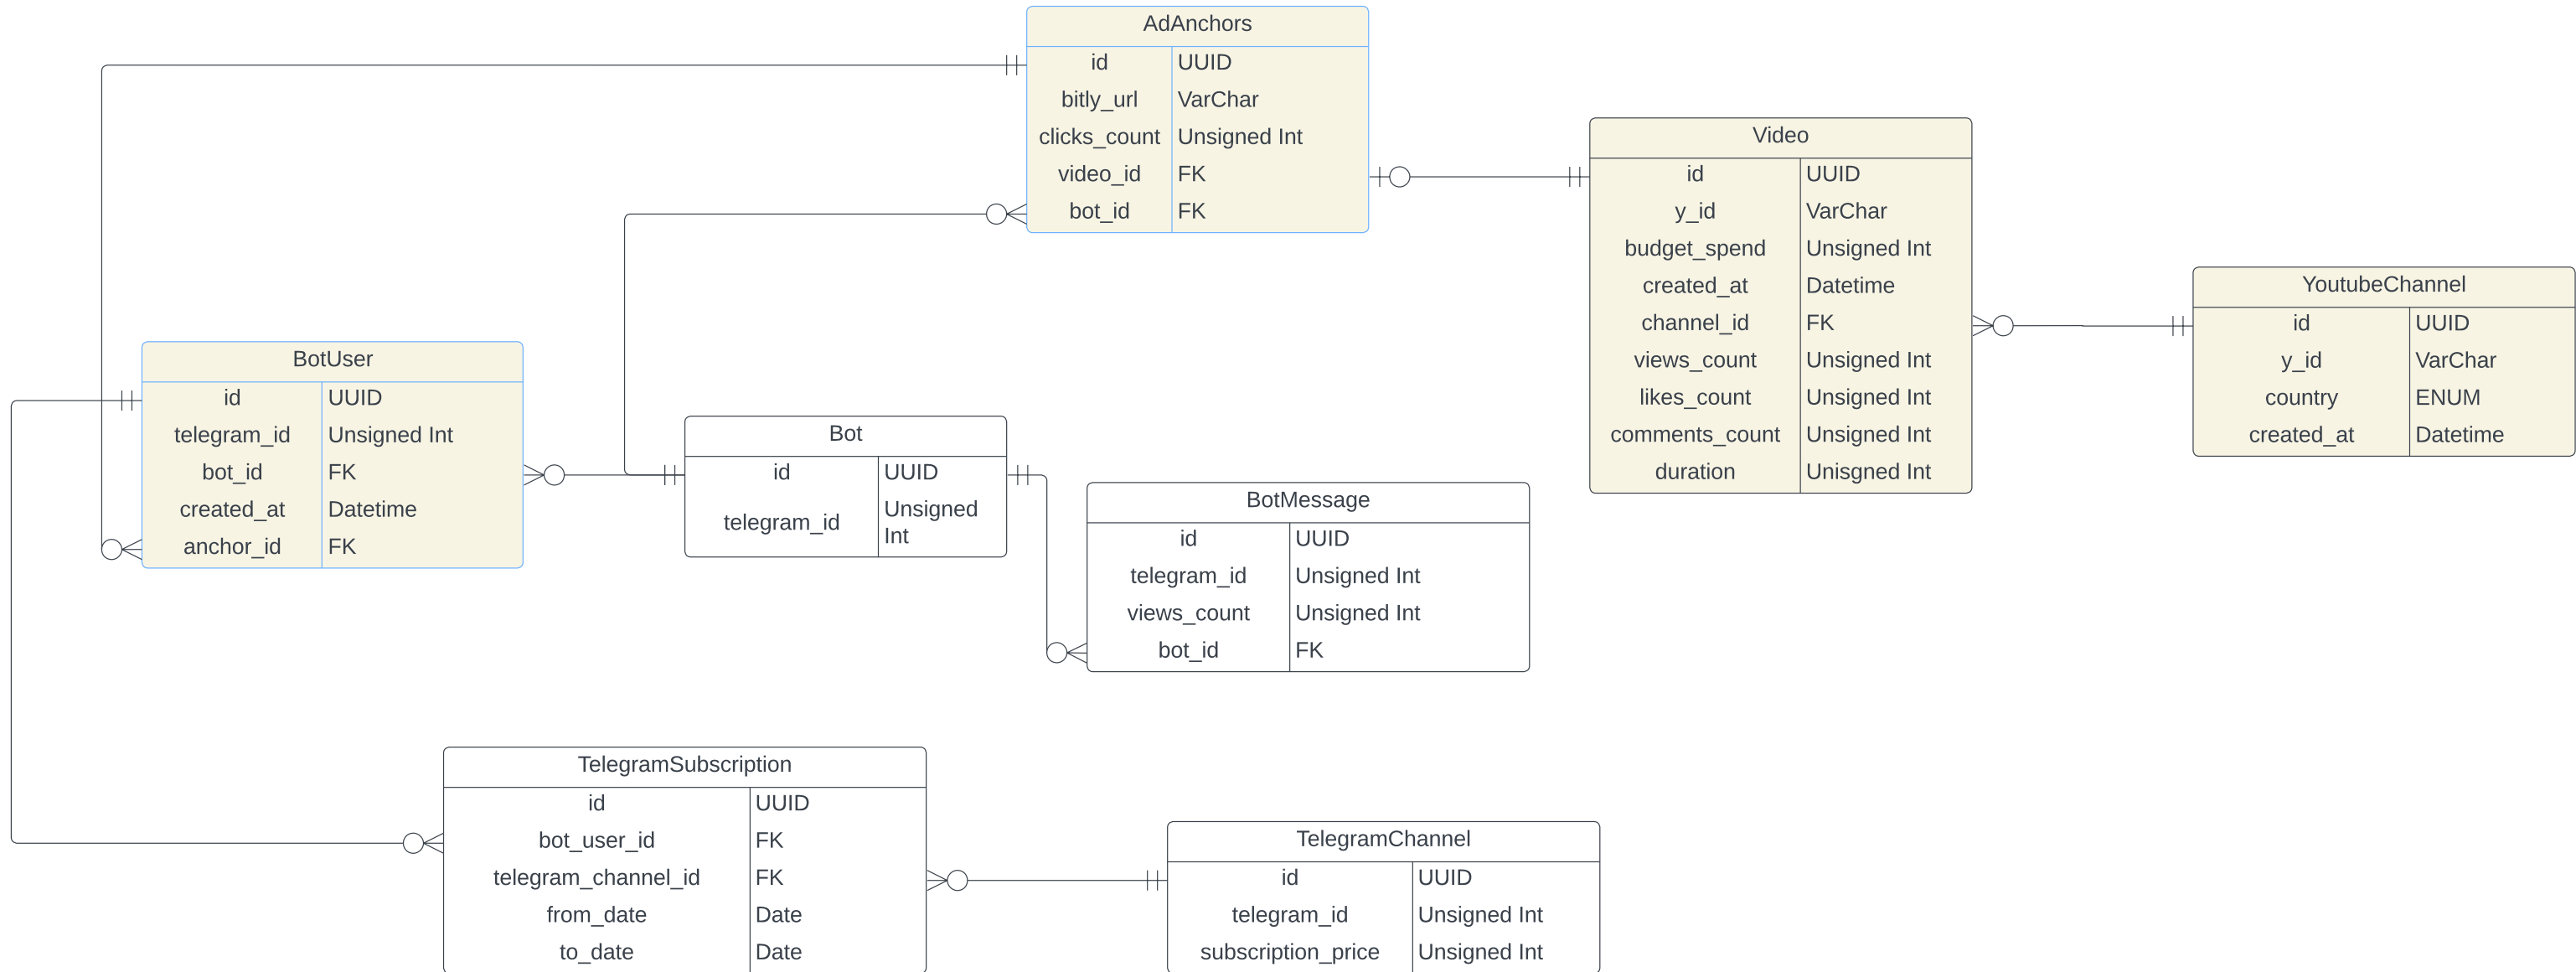 AdAnchors
id UUID
bitly_url VarChar
clicks_count Unsigned Int
video_id FK
bot_id FK
Video
id UUID
y_id VarChar
budget_spend Unsigned Int
created_at Datetime
channel_id FK
views_count Unsigned Int
likes_count Unsigned Int
comments_count Unsigned Int
duration Unisgned Int
YoutubeChannel
id UUID
y_id VarChar
country ENUM
created_at Datetime
BotUser
id UUID
telegram_id Unsigned Int
bot_id FK
created_at Datetime
anchor_id FK
Bot
id UUID
telegram_id Unsigned
Int
BotMessage
id UUID
telegram_id Unsigned Int
views_count Unsigned Int
bot_id FK
TelegramSubscription
id UUID
bot_user_id FK
telegram_channel_id FK
from_date Date
to_date Date
TelegramChannel
id UUID
telegram_id Unsigned Int
subscription_price Unsigned Int